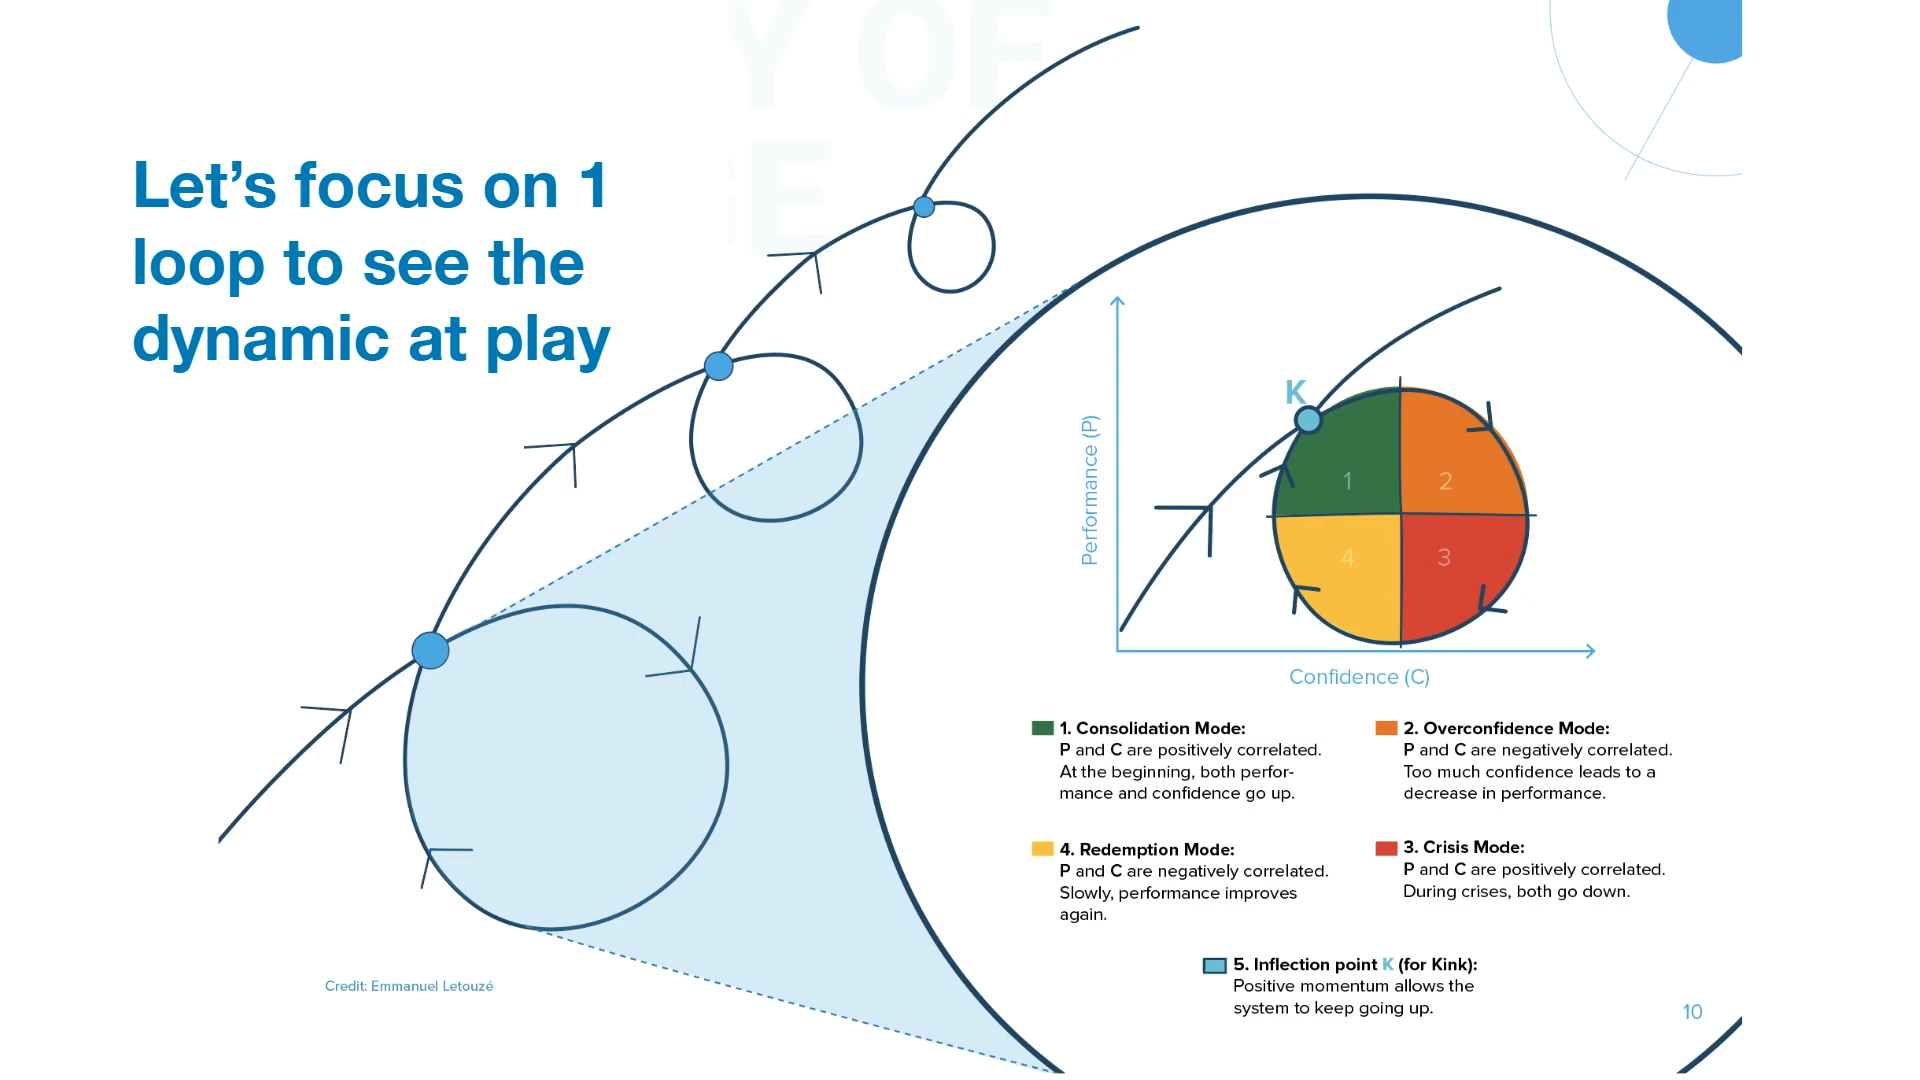 Y OF
GE
Let's focus on 1
loop to see the
dynamic at play
K
Performance (P)
1
2
4
3
Confidence (C)
1. Consolidation Mode:
P and C are positively correlated.
At the beginning, both perfor-
mance and confidence go up.
2. Overconfidence Mode:
P and C are negatively correlated.
Too much confidence leads to a
decrease in performance.
4. Redemption Mode:
P and C are negatively correlated.
Slowly, performance improves
again.
3. Crisis Mode:
P and C are positively correlated.
During crises, both go down.
5. Inflection point K (for Kink):
Positive momentum allows the
system to keep going up.
Credit: Emmanuel Letouzé
10